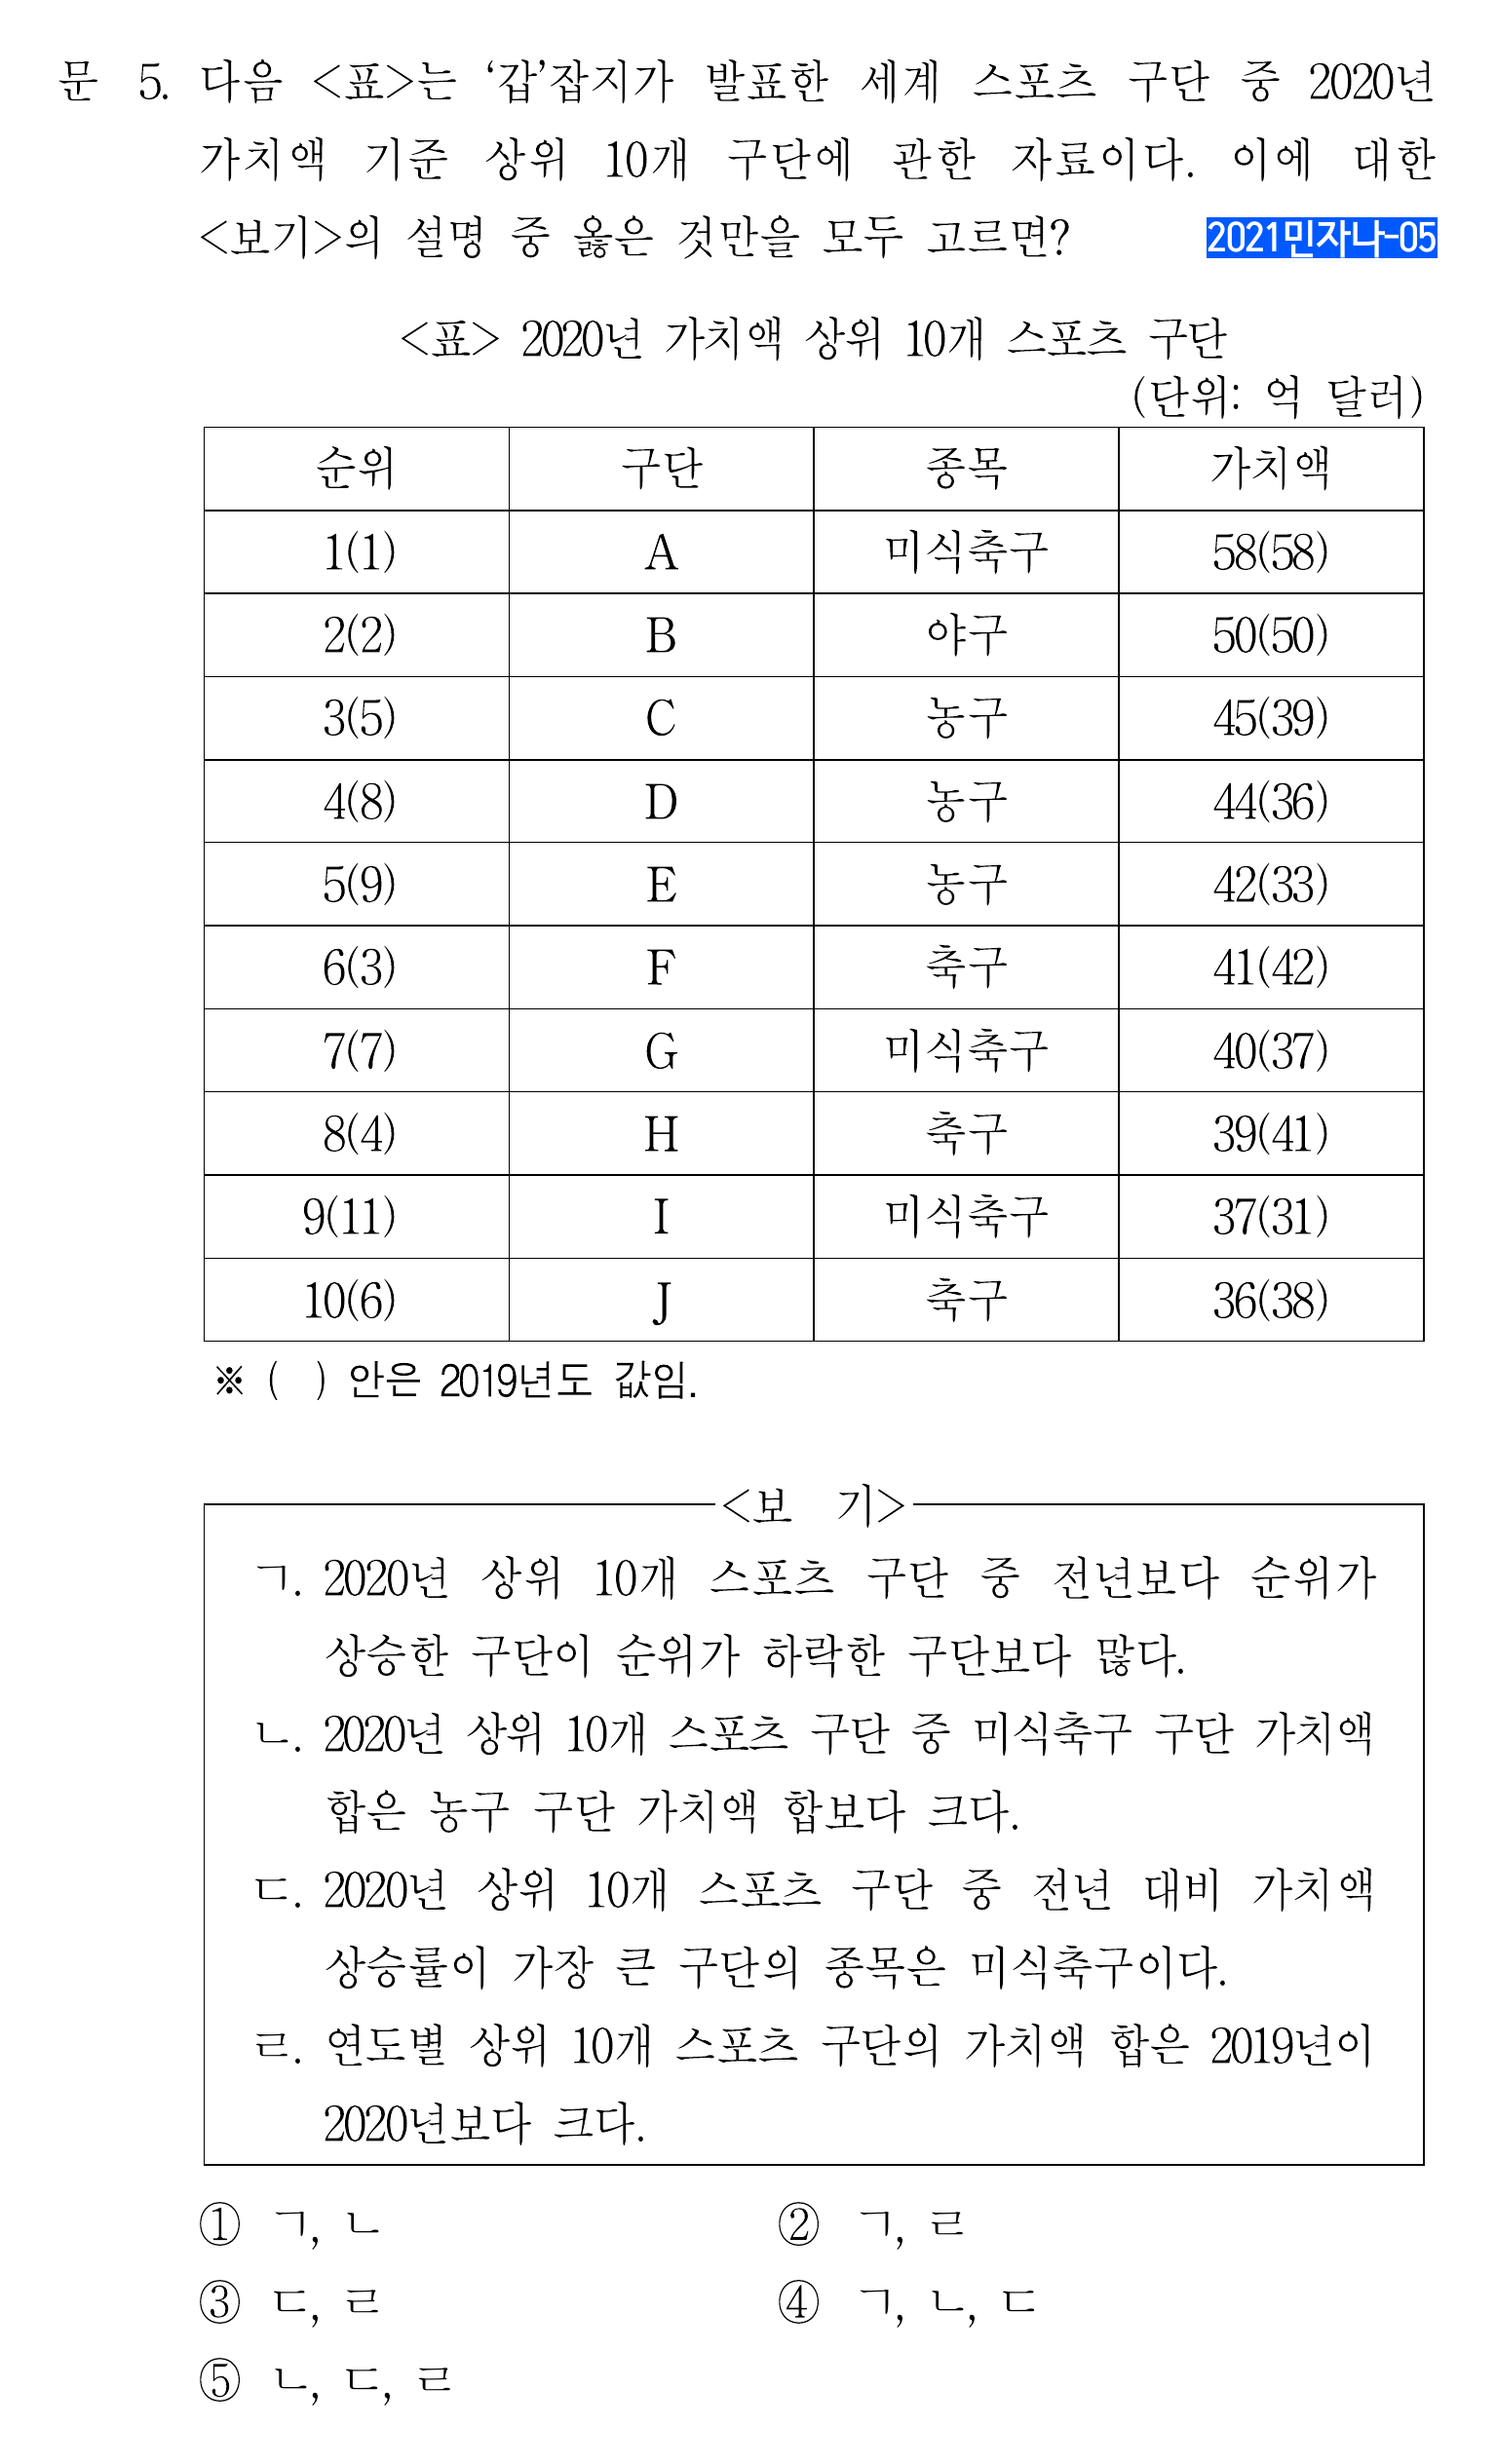 문 5. 다음 <표>는 ‘갑’잡지가 발표한 세계 스포츠 구단 중 2020년
가치액 기준 상위 10개 구단에 관한 자료이다. 이에 대한
<보기>의 설명 중 옳은 것만을 모두 고르면? 2021민자나-05
<표> 2020년 가치액 상위 10개 스포츠 구단
(단위: 억 달러)
순위 구단 종목 가치액
1(1) A 미식축구 58(58)
2(2) B 야구 50(50)
3(5) C 농구 45(39)
4(8) D 농구 44(36)
5(9) E 농구 42(33)
6(3) F 축구 41(42)
7(7) G 미식축구 40(37)
8(4) H 축구 39(41)
9(11) I 미식축구 37(31)
10(6) J 축구 36(38)
※ ( ) 안은 2019년도 값임.
<보 기>
ㄱ. 2020년 상위 10개 스포츠 구단 중 전년보다 순위가
상승한 구단이 순위가 하락한 구단보다 많다.
ㄴ. 2020년 상위 10개 스포츠 구단 중 미식축구 구단 가치액
합은 농구 구단 가치액 합보다 크다.
ㄷ. 2020년 상위 10개 스포츠 구단 중 전년 대비 가치액
상승률이 가장 큰 구단의 종목은 미식축구이다.
ㄹ. 연도별 상위 10개 스포츠 구단의 가치액 합은 2019년이
2020년보다 크다.
① ㄱ, ㄴ ② ㄱ, ㄹ
③ ㄷ, ㄹ ④ ㄱ, ㄴ, ㄷ
⑤ ㄴ, ㄷ, ㄹ